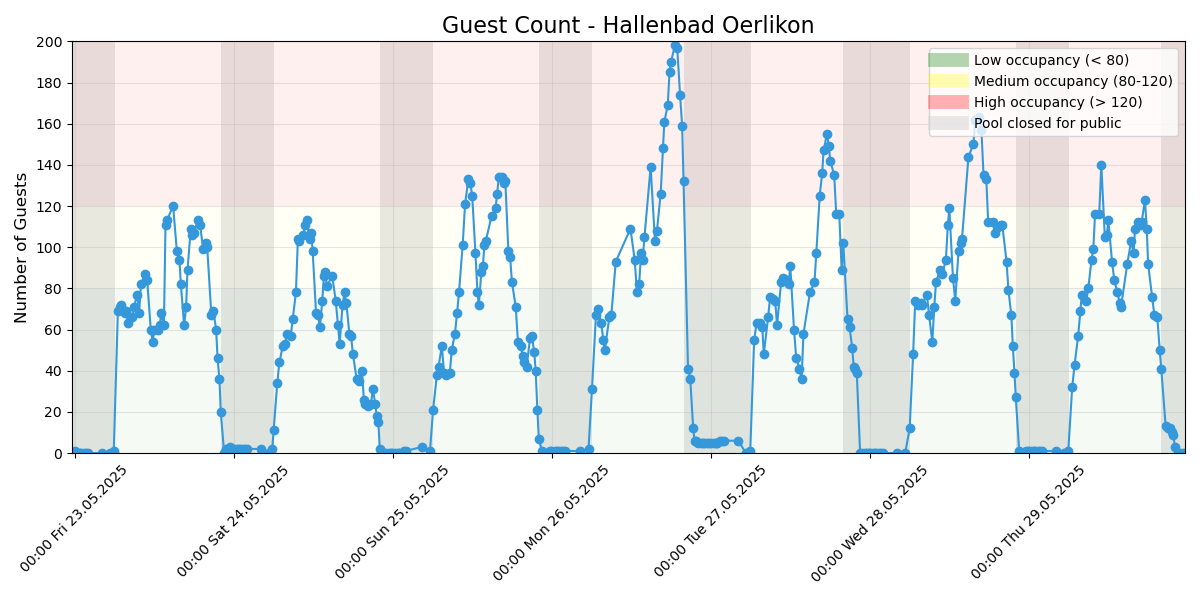 Guest Count - Hallenbad Oerlikon
Number of Guests
200
180
160
140
120
100
80
60
40
20
0
Low occupancy (< 80)
Medium occupancy (80-120)
High occupancy (> 120)
Pool closed for public
00:00 Fri 23.05.2025
00:00 Sat 24.05.2025
00:00 Sun 25.05.2025
00:00 Mon 26.05.2025
00:00 Tue 27.05.2025
00:00 Wed 28.05.2025
00:00 Thu 29.05.2025